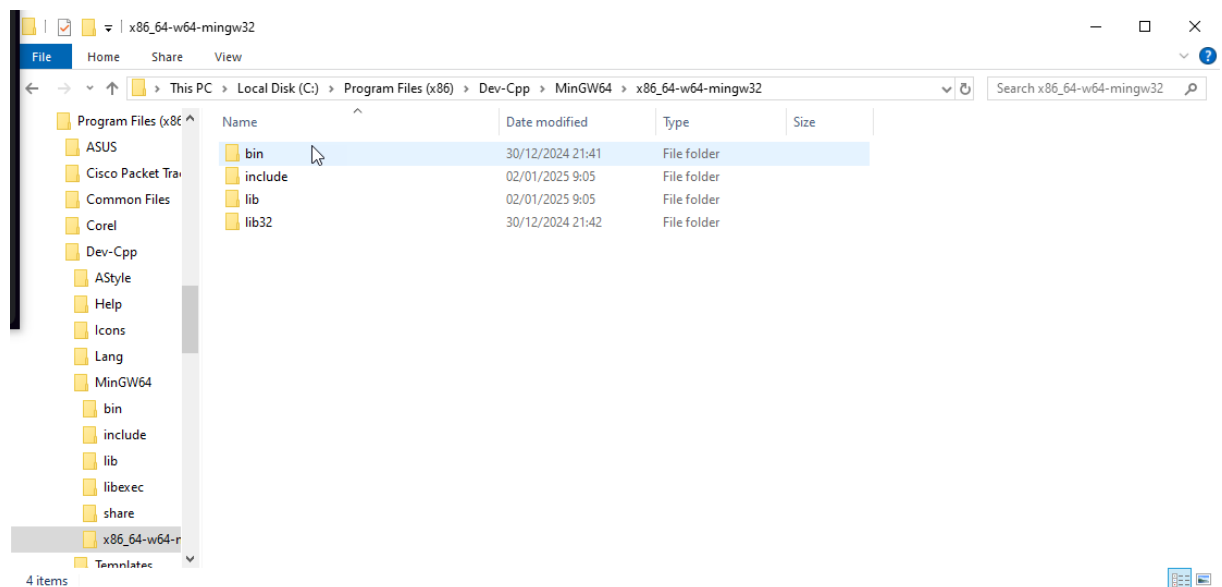 x86_64-w64-mingw32
File Home Share View
This PC > Local Disk (C:) > Program Files (x86) > Dev-Cpp > MinGW64 > x86_64-w64-mingw32
Search x86_64-w64-mingw32
Name Date modified Type Size
bin 30/12/2024 21:41 File folder
include 02/01/2025 9:05 File folder
lib 02/01/2025 9:05 File folder
lib32 30/12/2024 21:42 File folder
Program Files (x86
ASUS
Cisco Packet Tra
Common Files
Corel
Dev-Cpp
AStyle
Help
Icons
Lang
MinGW64
bin
include
lib
libexec
share
x86_64-w64-r
Templates
4 items